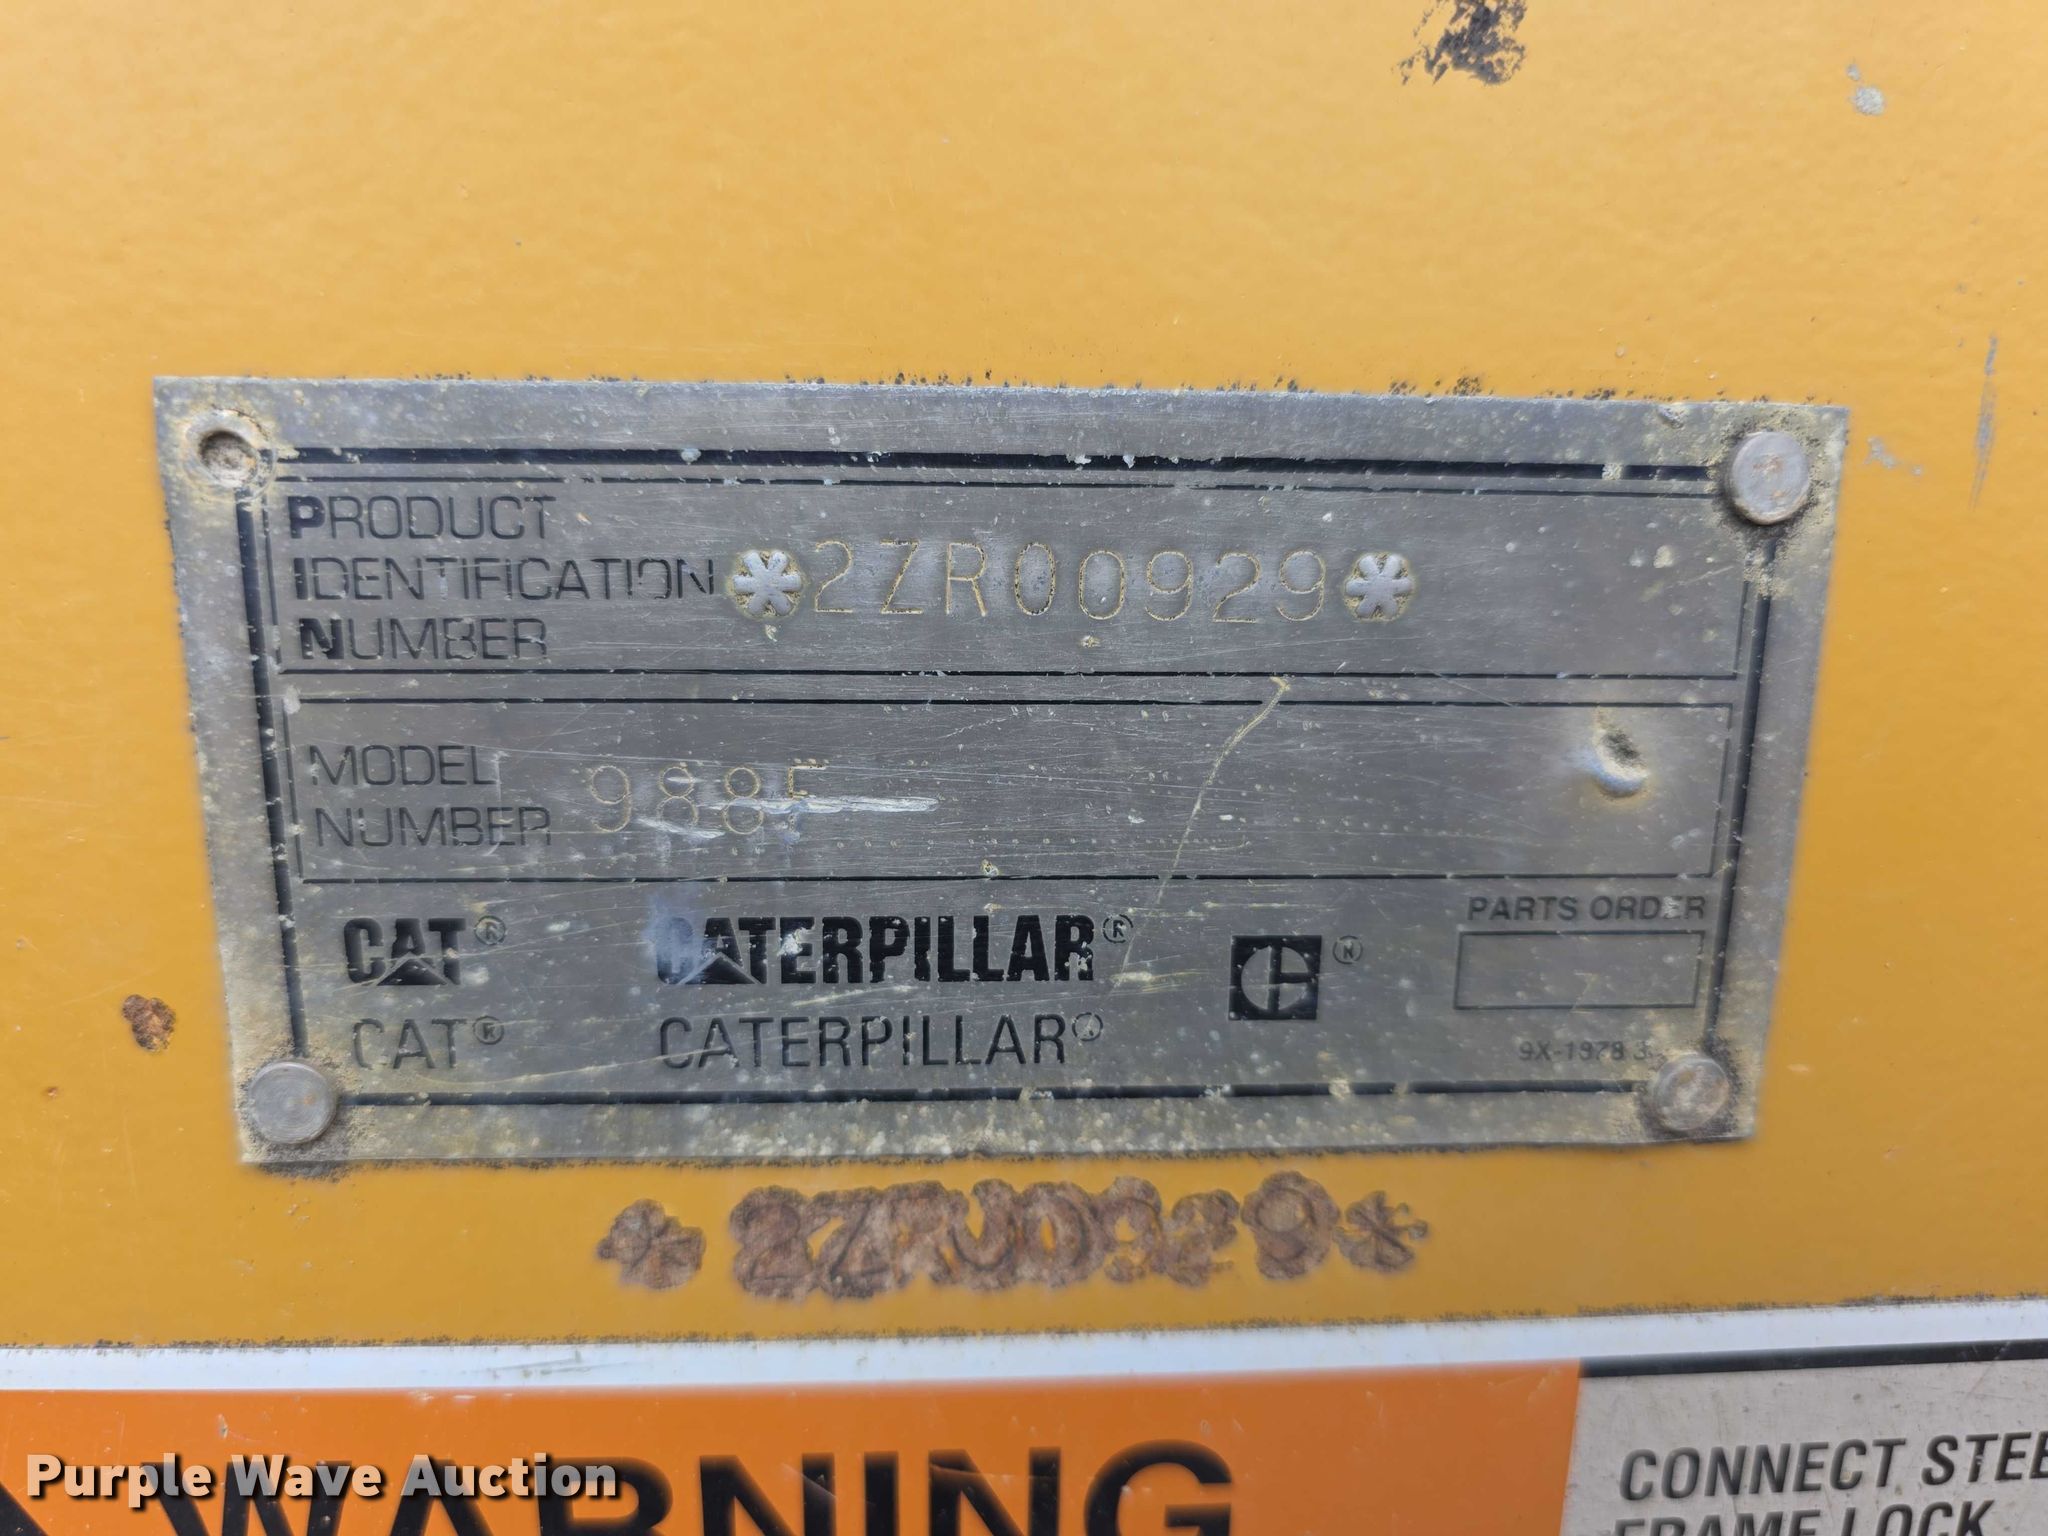 PRODUCT
IDENTIFICATION *2ZR00929*
NUMBER
MODEL
NUMBER 988F
CAT® CATERPILLAR® ®
CAT® CATERPILLAR®
PARTS ORDER
9X-1978 3
*2ZR00929*
WARNING
CONNECT STEE
FRAME LOCK
Purple Wave Auction